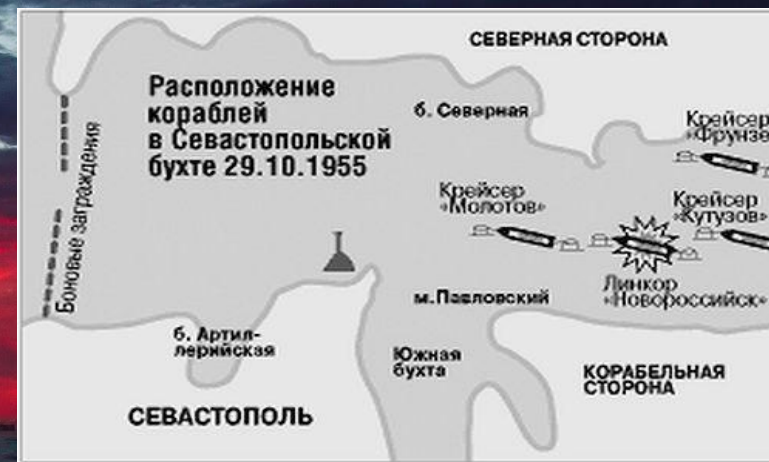 СЕВЕРНАЯ СТОРОНА
Расположение
кораблей
в Севастопольской
бухте 29.10.1955
б. Северная
Крейсер
«Фрунзе
Крейсер
«Молотов»
Крейсер
«Кутузов»
Боновые заграждения
Линкор
«Новороссийск»
м.Павловский
б. Артил-
лерийская
Южная
бухта
КОРАБЕЛЬНАЯ
СТОРОНА
СЕВАСТОПОЛЬ